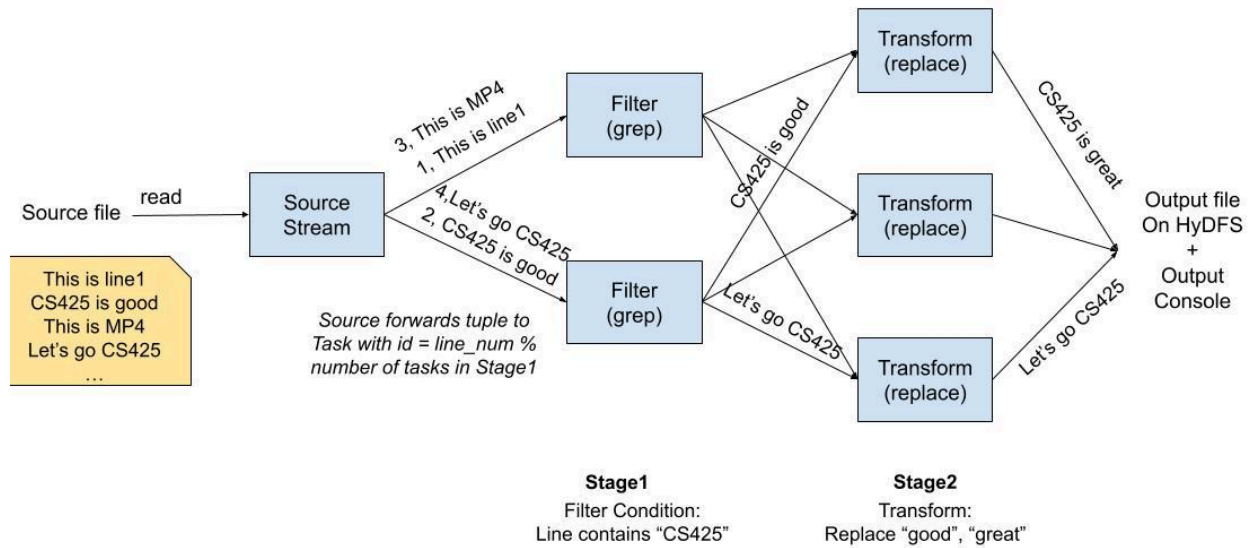 Source file
read
This is line1
CS425 is good
This is MP4
Let's go CS425
...
Source
Stream
3, This is MP4
1, This is line1
4,Let's go CS425
2, CS425 is good
Source forwards tuple to
Task with id = line_num %
number of tasks in Stage1
Filter
(grep)
Filter
(grep)
CS425 is good
Let's go CS425
Transform
(replace)
Transform
(replace)
Transform
(replace)
CS425 is great
Let's go CS425
Output file
On HyDFS
+
Output
Console
Stage1
Filter Condition:
Line contains “CS425”
Stage2
Transform:
Replace “good”, “great”